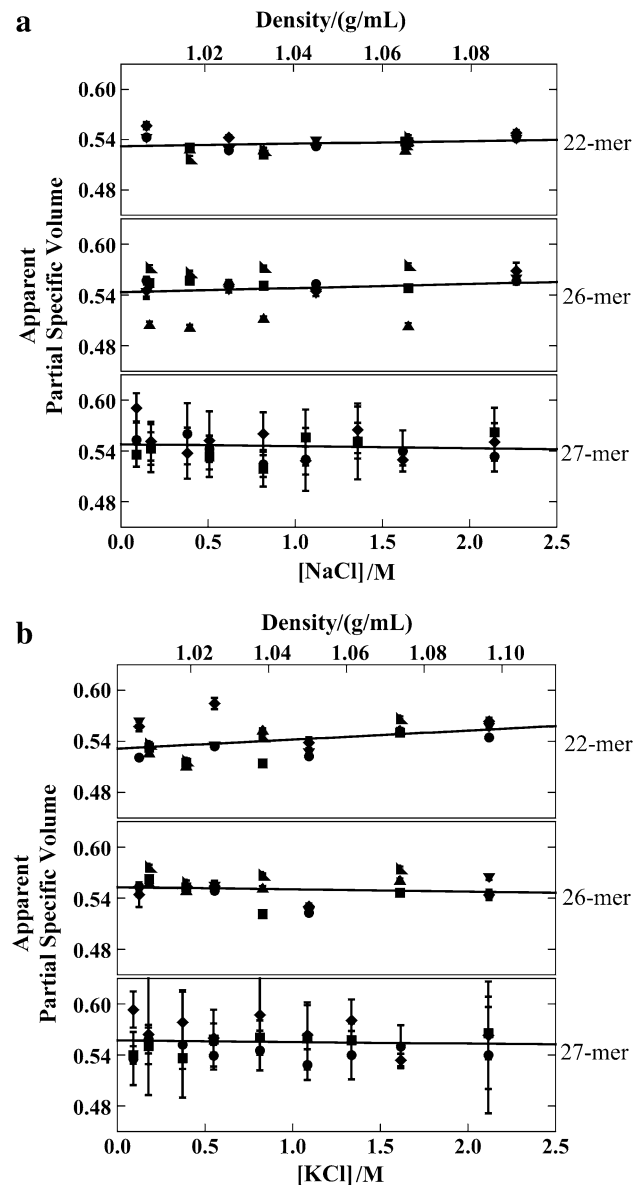 a
Density/(g/mL)
1.02 1.04 1.06 1.08
0.60
0.54
0.48
22-mer
0.60
0.54
0.48
26-mer
0.60
0.54
0.48
27-mer
Apparent
Partial Specific Volume
0.0 0.5 1.0 1.5 2.0 2.5
[NaCl]/M
b
Density/(g/mL)
1.02 1.04 1.06 1.08 1.10
0.60
0.54
0.48
22-mer
0.60
0.54
0.48
26-mer
0.60
0.54
0.48
27-mer
Apparent
Partial Specific Volume
0.0 0.5 1.0 1.5 2.0 2.5
[KCl]/M